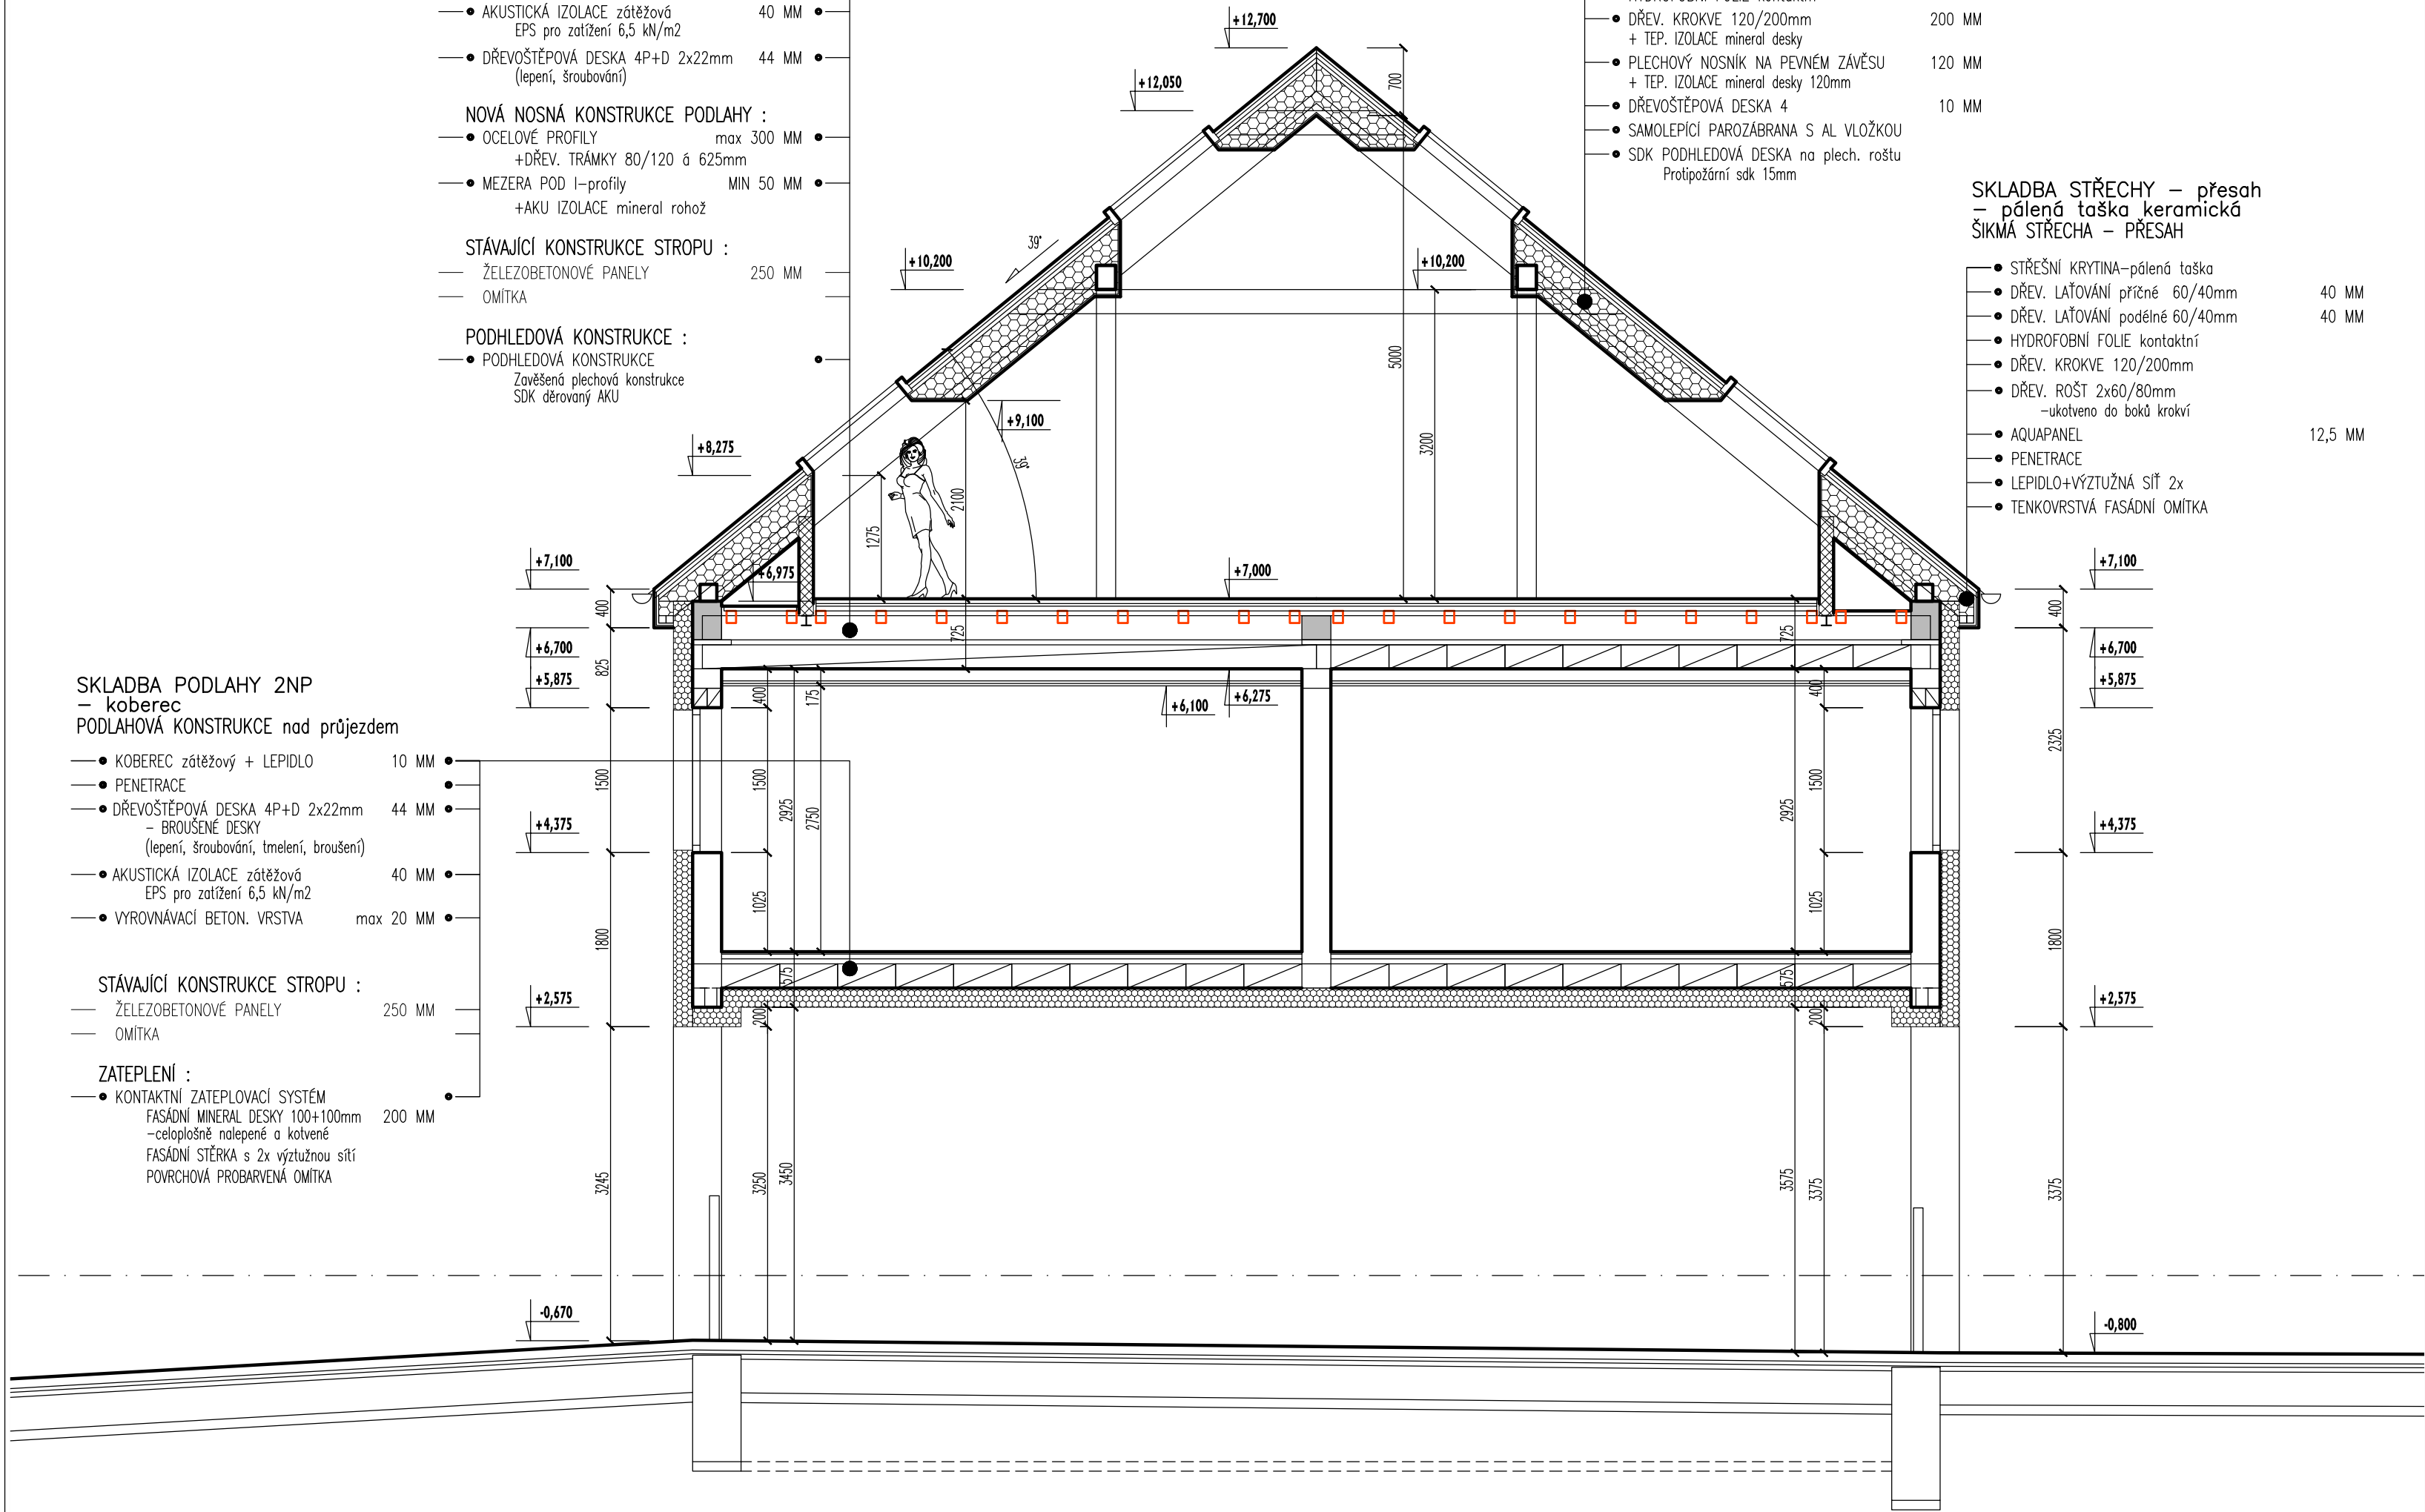 AKUSTICKÁ IZOLACE zátěžová 40 MM
EPS pro zatížení 6,5 kN/m2
DŘEVOŠTĚPOVÁ DESKA 4P+D 2x22mm 44 MM
(lepení, šroubování)
NOVÁ NOSNÁ KONSTRUKCE PODLAHY :
OCELOVÉ PROFILY max 300 MM
+DŘEV. TRÁMKY 80/120 á 625mm
MEZERA POD I-profily MIN 50 MM
+AKU IZOLACE mineral rohož
STÁVAJÍCÍ KONSTRUKCE STROPU :
ŽELEZOBETONOVÉ PANELY 250 MM
OMÍTKA
PODHLEDOVÁ KONSTRUKCE :
PODHLEDOVÁ KONSTRUKCE
Zavěšená plechová konstrukce
SDK děrovaný AKU
DŘEV. KROKVE 120/200mm 200 MM
+ TEP. IZOLACE mineral desky
PLECHOVÝ NOSNÍK NA PEVNÉM ZÁVĚSU 120 MM
+ TEP. IZOLACE mineral desky 120mm
DŘEVOŠTĚPOVÁ DESKA 4 10 MM
SAMOLEPÍCÍ PAROZÁBRANA S AL VLOŽKOU
SDK PODHLEDOVÁ DESKA na plech. roštu
Protipožární sdk 15mm
SKLADBA STŘECHY – přesah
– pálená taška keramická
ŠIKMÁ STŘECHA – PŘESAH
STŘEŠNÍ KRYTINA-pálená taška
DŘEV. LAŤOVÁNÍ příčné 60/40mm 40 MM
DŘEV. LAŤOVÁNÍ podélné 60/40mm 40 MM
HYDROFOBNÍ FOLIE kontaktní
DŘEV. KROKVE 120/200mm
DŘEV. ROŠT 2x60/80mm
-ukotveno do boků krokví
AQUAPANEL 12,5 MM
PENETRACE
LEPIDLO+VÝZTUŽNÁ SÍŤ 2x
TENKOVRSTVÁ FASÁDNÍ OMÍTKA
+12,700
+12,050
700
39°
+10,200
+10,200
5000
3200
+9,100
39°
+8,275
2100
1275
+7,100
+6,975
+7,000
+7,100
400
400
725
725
+6,700
+6,700
825
+5,875
+5,875
400
175
+6,100
+6,275
400
2325
1500
1500
2925
2750
2925
1500
+4,375
+4,375
1025
1025
1800
1800
575
575
+2,575
+2,575
200
200
3245
3250
3450
3575
3375
3375
-0,670
-0,800
SKLADBA PODLAHY 2NP
– koberec
PODLAHOVÁ KONSTRUKCE nad průjezdem
KOBEREC zátěžový + LEPIDLO 10 MM
PENETRACE
DŘEVOŠTĚPOVÁ DESKA 4P+D 2x22mm 44 MM
– BROUŠENÉ DESKY
(lepení, šroubování, tmelení, broušení)
AKUSTICKÁ IZOLACE zátěžová 40 MM
EPS pro zatížení 6,5 kN/m2
VYROVNÁVACÍ BETON. VRSTVA max 20 MM
STÁVAJÍCÍ KONSTRUKCE STROPU :
ŽELEZOBETONOVÉ PANELY 250 MM
OMÍTKA
ZATEPLENÍ :
KONTAKTNÍ ZATEPLOVACÍ SYSTÉM
FASÁDNÍ MINERAL DESKY 100+100mm 200 MM
-celoplošně nalepené a kotvené
FASÁDNÍ STĚRKA s 2x výztužnou sítí
POVRCHOVÁ PROBARVENÁ OMÍTKA